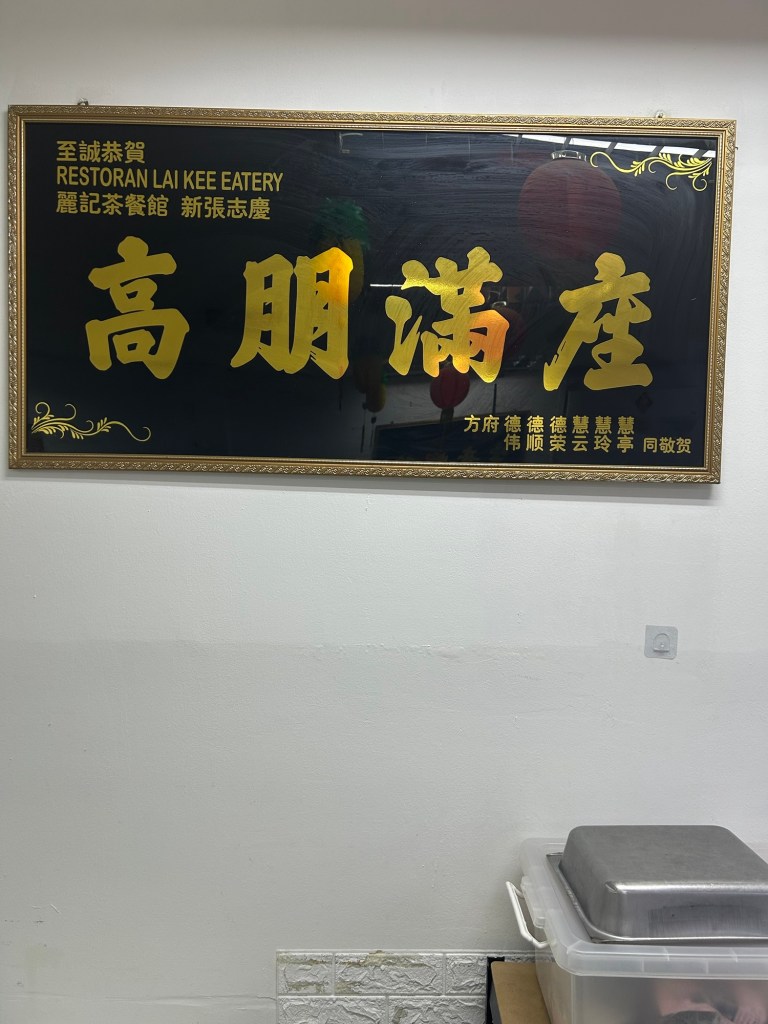 至誠恭賀
RESTORAN LAI KEE EATERY
麗記茶餐館 新張志慶
高朋滿座
方府 德 德 德 慧 慧 慧
伟 顺 荣 云 玲 亭 同敬贺